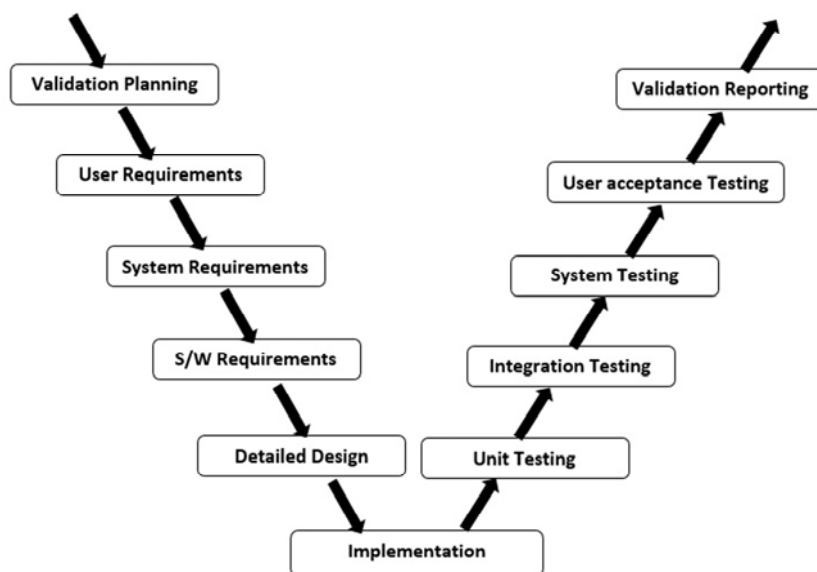 Validation Planning
User Requirements
System Requirements
S/W Requirements
Detailed Design
Implementation
Unit Testing
Integration Testing
System Testing
User acceptance Testing
Validation Reporting